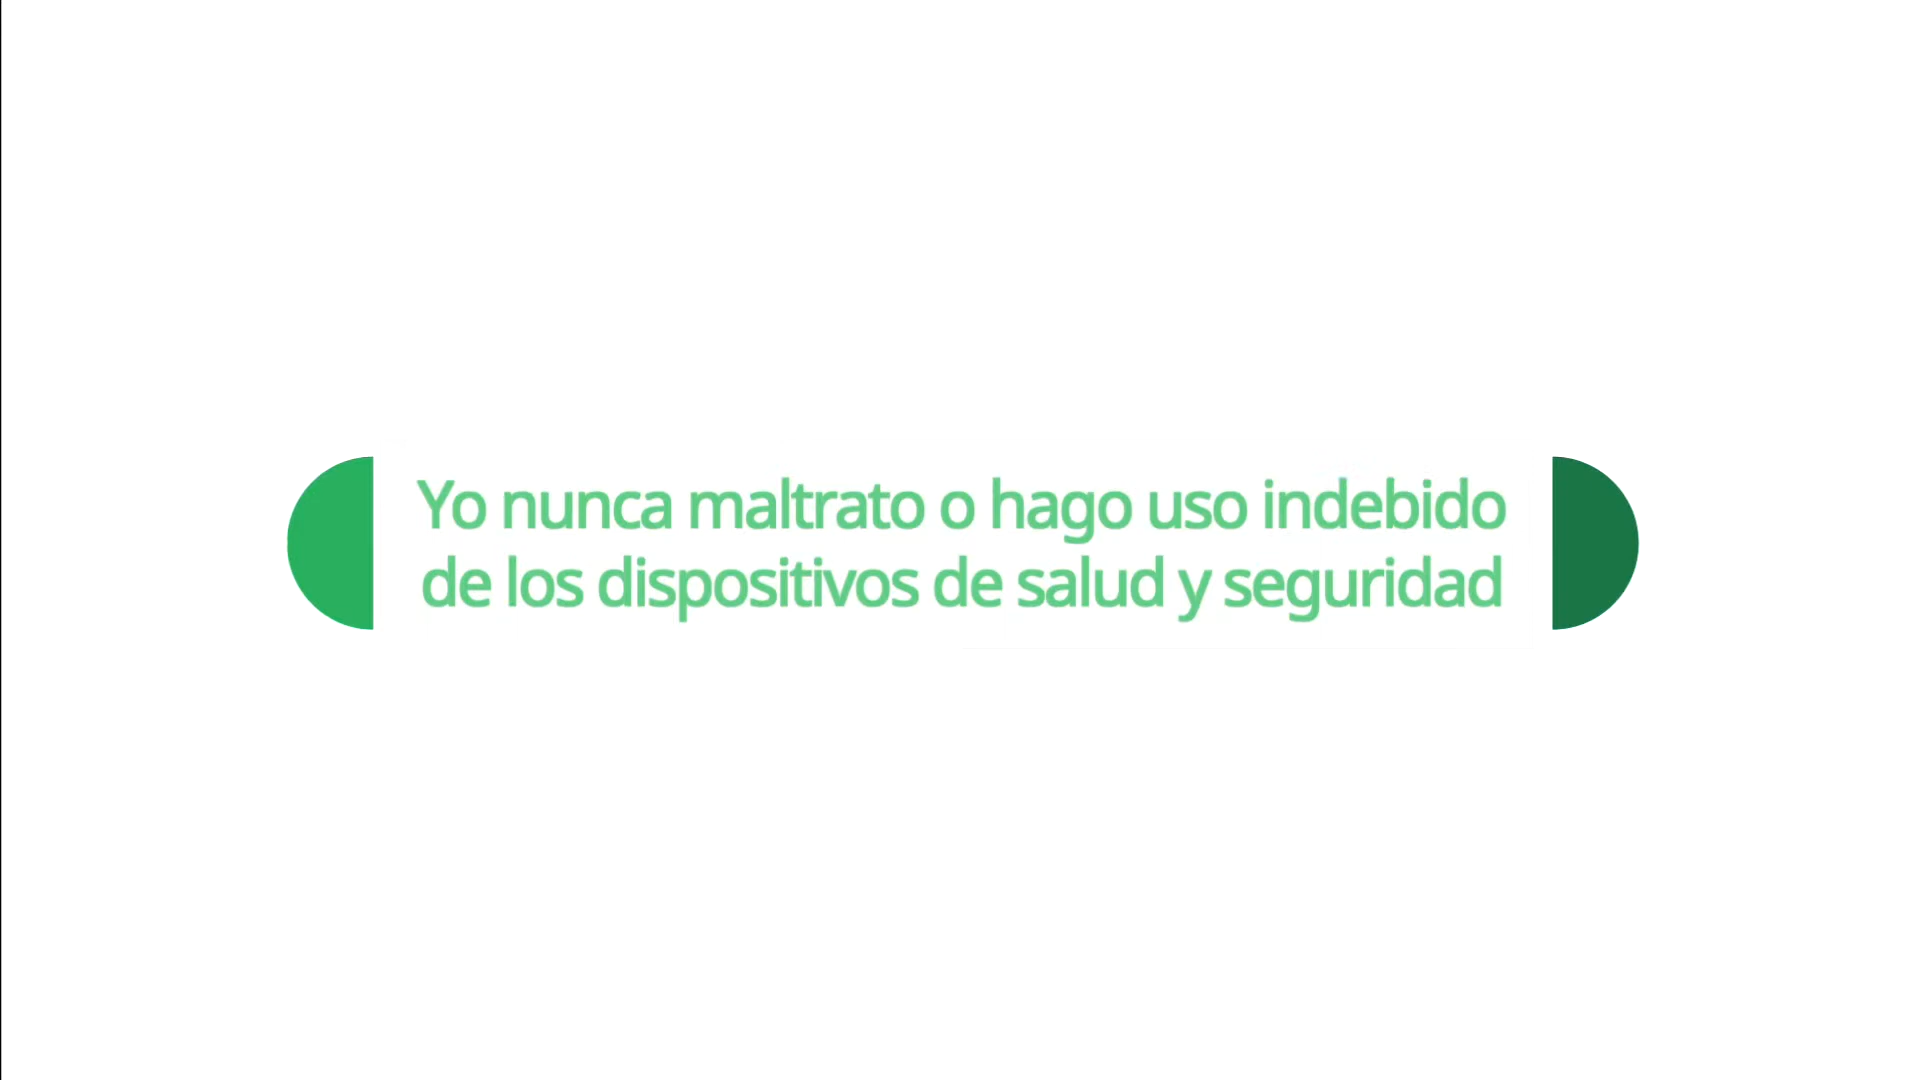 Yo nunca maltrato o hago uso indebido
de los dispositivos de salud y seguridad